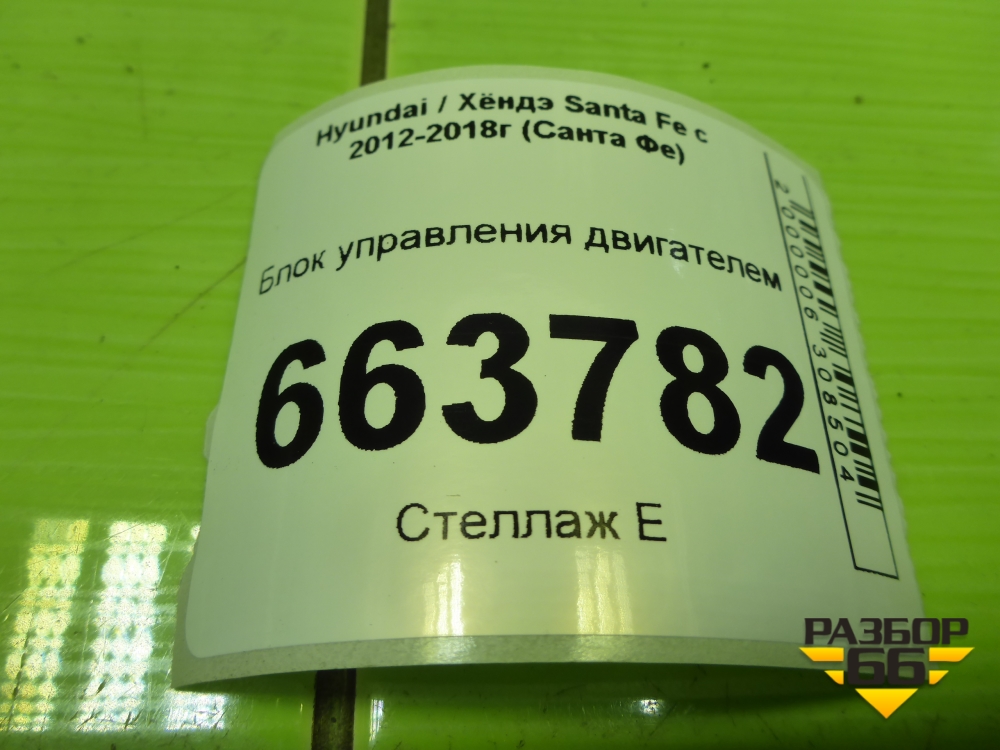 Hyundai / Хёндэ Santa Fe с
2012-2018г (Санта Фе)
Блок управления двигателем
663782
Стеллаж Е
2000006308504
РАЗБОР
66